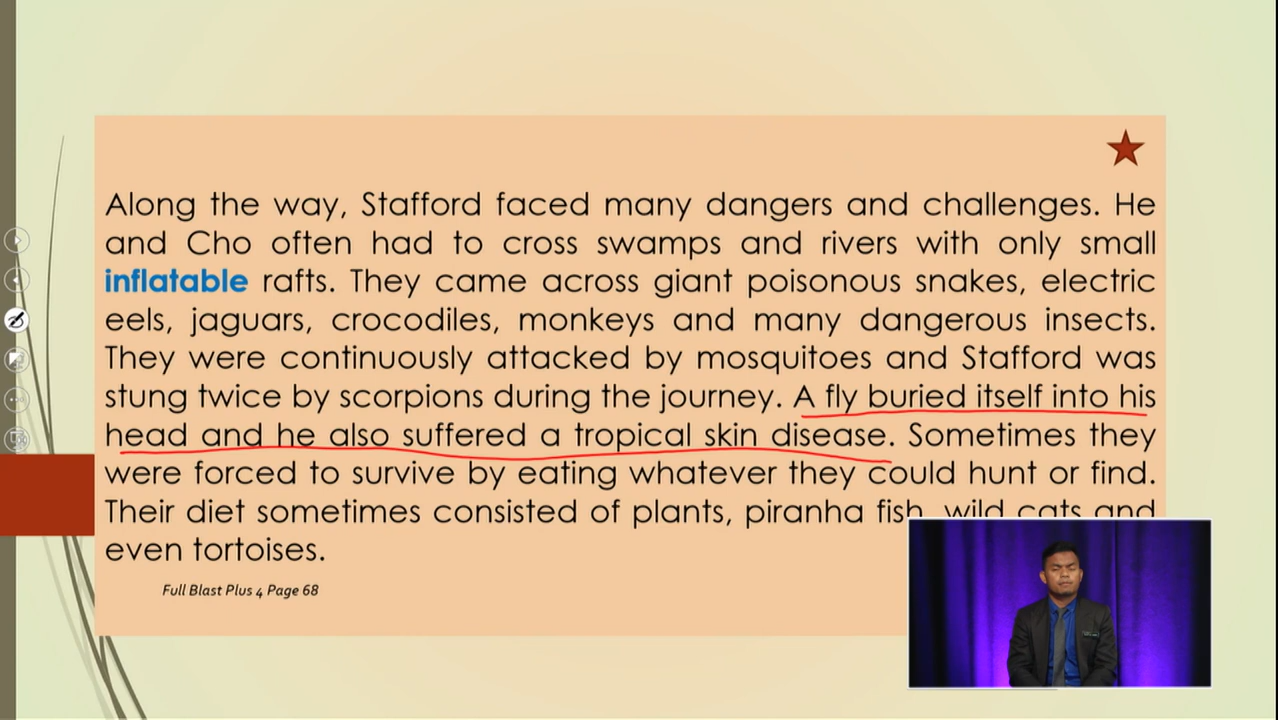 Along the way, Stafford faced many dangers and challenges. He
and Cho often had to cross swamps and rivers with only small
inflatable rafts. They came across giant poisonous snakes, electric
eels, jaguars, crocodiles, monkeys and many dangerous insects.
They were continuously attacked by mosquitoes and Stafford was
stung twice by scorpions during the journey. A fly buried itself into his
head and he also suffered a tropical skin disease. Sometimes they
were forced to survive by eating whatever they could hunt or find.
Their diet sometimes consisted of plants, piranha fish, wild cats and
even tortoises.
Full Blast Plus 4 Page 68